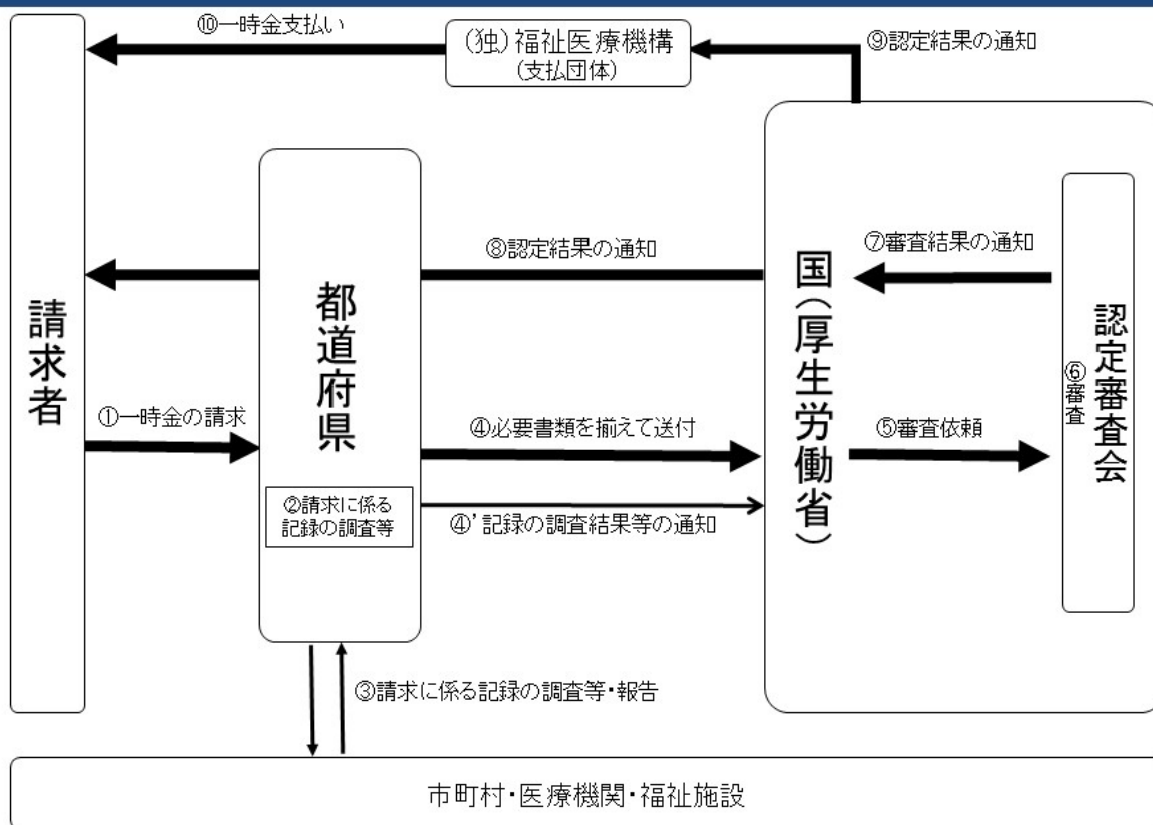 ⑩一時金支払い
(独)福祉医療機構
(支払団体)
⑨認定結果の通知
請求者
都道府県
⑧認定結果の通知
国(厚生労働省)
⑦審査結果の通知
認定審査会
⑥審査
①一時金の請求
④必要書類を揃えて送付
⑤審査依頼
②請求に係る
記録の調査等
④’記録の調査結果等の通知
③請求に係る記録の調査等・報告
市町村・医療機関・福祉施設